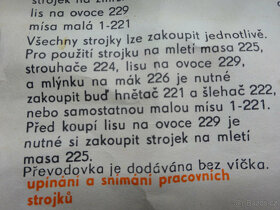 strojek na
lis na ovoce 229
mísa malá 1-221
Všechny strojky lze zakoupit jednotlivě.
Pro použití strojku na mletí masa 225,
strouhače 224, lisu na ovoce 229,
a mlýnku na mák 226 je nutné
zakoupit buď hnětač 221 a šlehač 222,
nebo samostatnou malou mísu 1-221.
Před koupí lisu na ovoce 229 je
nutné si zakoupit strojek na mletí
masa 225.
Převodovka je dodávána bez víčka.
upínání a snímání pracovních
strojků